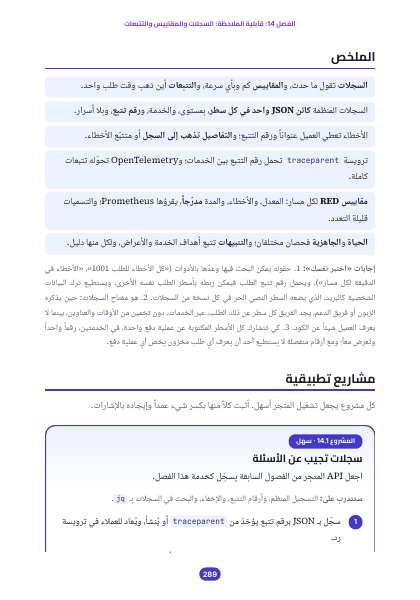 الفصل 14: قابلية الملاحظة: السجلات والمقاييس والتتبعات
الملخص
السجلات تقول ما حدث، والمقاييس كم وبأي سرعة، والتتبعات أين ذهب وقت طلب واحد.
السجلات المنظمة كائن JSON واحد في كل سطر، بمستوى، والخدمة، ورقم تتبع، وبلا أسرار.
الأخطاء تعطي العميل عنوانًا ورقم التتبع؛ والتفاصيل تذهب إلى السجل أو متتبّع الأخطاء.
ترويسة traceparent تحمل رقم التتبع بين الخدمات؛ وOpenTelemetry تحوّله تتبعات
كاملة.
مقاييس RED لكل مسار: المعدل، والأخطاء، والمدة مدرّجاً، يقرؤها Prometheus؛ والتسميات
قليلة التعدد.
الحياة والجاهزية فحصان مختلفان؛ والتنبيهات تتبع أهداف الخدمة والأعراض، ولكل منها دليل.
إجابات «اختبر نفسك»: 1. حقوله يمكن البحث فيها وعدّها بالأدوات («كل الأخطاء للطلب 1001»، «الأخطاء في
الدقيقة لكل مسار»)، ويحمل رقم تتبع الطلب فيمكن ربطه بأسطر الطلب نفسه الأخرى، ويستطيع ترك البيانات
الشخصية كالبريد، الذي يضعه السطر النصي الحر في كل نسخة من السجلات. 2. هو مفتاح السجلات: حين يذكره
الزبون أو فريق الدعم، يجد الفريق كل سطر عن ذلك الطلب، عبر الخدمات، دون تخمين من الأوقات والعناوين، بينما لا
يعرف العميل شيئاً عن الكود. 3. كي تتشارك كل الأسطر المكتوبة عن عملية دفع واحدة، في الخدمتين، رقماً واحداً
وتُعرض معاً؛ ومع أرقام منفصلة لا يستطيع أحد أن يعرف أي طلب مخزون يخص أي عملية دفع.
مشاريع تطبيقية
كل مشروع يجعل تشغيل المتجر أسهل. أثبت كلاً منها بكسر شيء عمداً وإيجاده بالإشارات.
المشروع 14.1 · سهل
سجلات تجيب عن الأسئلة
اجعل API المتجر من الفصول السابقة يسجّل كخدمة هذا الفصل.
ستتدرب على: التسجيل المنظم، وأرقام التتبع، والإخفاء، والبحث في السجلات بـ jq .
1 سجّل بـ JSON برقم تتبع يؤخذ من traceparent أو يُنشأ، ويُعاد للعملاء في ترويسة
رد.
289